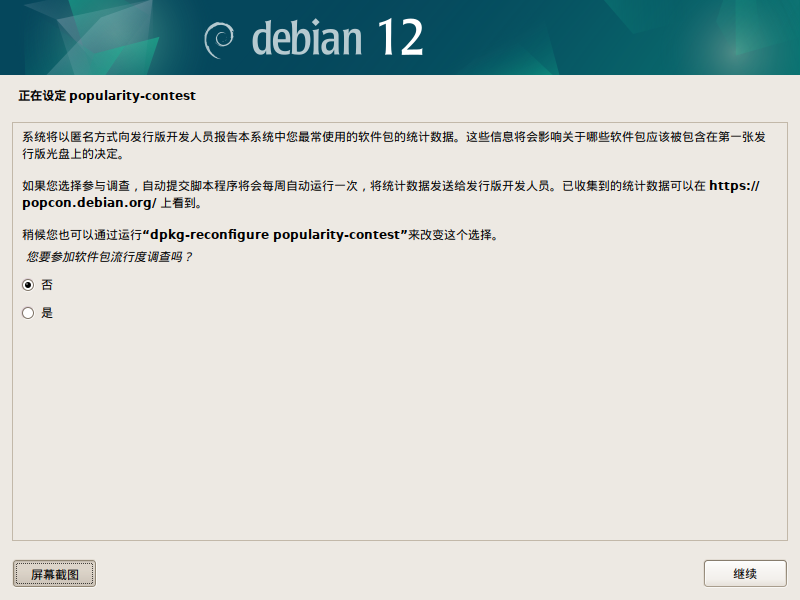 debian 12
正在设定 popularity-contest
系统将以匿名方式向发行版开发人员报告本系统中您最常使用的软件包的统计数据。这些信息将会影响关于哪些软件包应该被包含在第一张发
行版光盘上的决定。
如果您选择参与调查，自动提交脚本程序将会每周自动运行一次，将统计数据发送给发行版开发人员。已收集到的统计数据可以在 https://
popcon.debian.org/ 上看到。
稍候您也可以通过运行“dpkg-reconfigure popularity-contest”来改变这个选择。
您要参加软件包流行度调查吗？
否
是
屏幕截图
继续